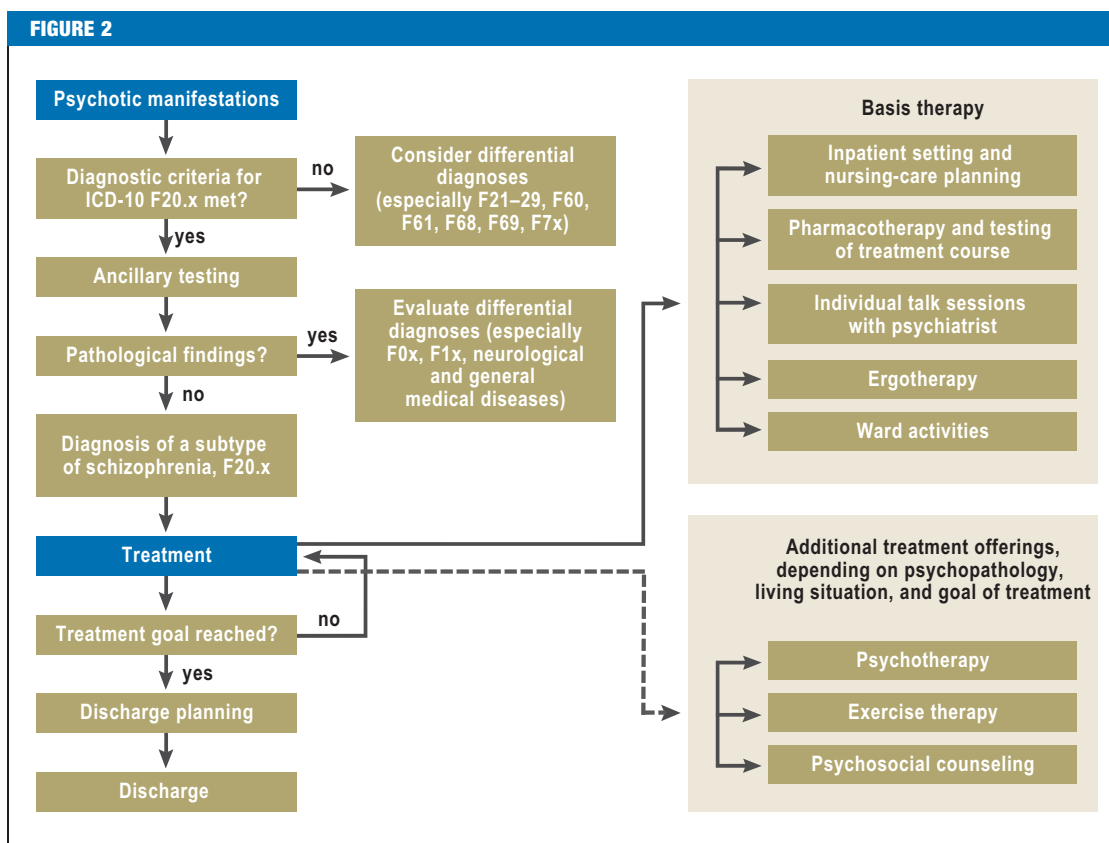 FIGURE 2
Psychotic manifestations
Diagnostic criteria for
ICD-10 F20.x met?
no
Consider differential
diagnoses
(especially F21–29, F60,
F61, F68, F69, F7x)
yes
Ancillary testing
Pathological findings?
yes
Evaluate differential
diagnoses (especially
F0x, F1x, neurological
and general
medical diseases)
no
Diagnosis of a subtype
of schizophrenia, F20.x
Treatment
Treatment goal reached?
no
yes
Discharge planning
Discharge
Basis therapy
Inpatient setting and
nursing-care planning
Pharmacotherapy and testing
of treatment course
Individual talk sessions
with psychiatrist
Ergotherapy
Ward activities
Additional treatment offerings,
depending on psychopathology,
living situation, and goal of treatment
Psychotherapy
Exercise therapy
Psychosocial counseling